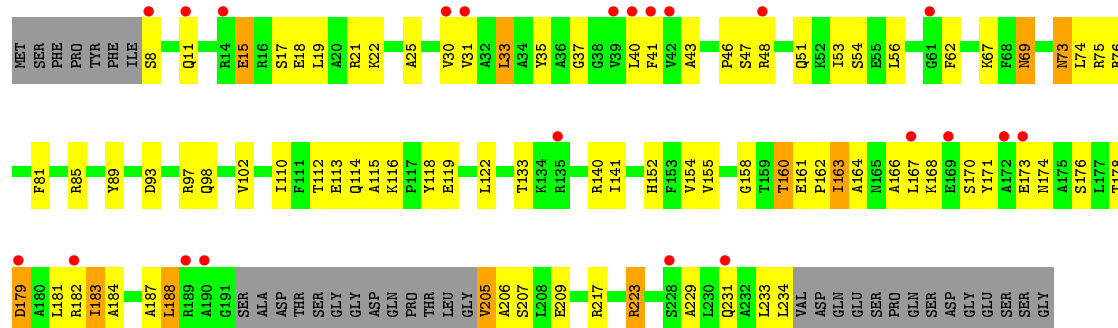 MET SER PHE PRO TYR PHE ILE S8 Q11 R14 E15 R16 S17 E18 L19 A20 R21 K22 A25 V30 V31 A32 L33 A34 Y35 A36 G37 G38 V39 L40 F41 V42 A43 P46 S47 R48 Q51 K52 I53 S54 E55 L56 G61 F62 K67 F68 N69 N73 L74 R75 R76
F81 R85 Y89 D93 R97 Q98 V102 I110 F111 T112 E113 Q114 A115 K116 P117 Y118 E119 L122 T133 K134 R135 R140 I141 H152 F153 V154 V155 G158 T159 T160 E161 P162 I163 A164 N165 A166 L167 K168 E169 S170 Y171 A172 E173 N174 A175 S176 L177 T178
D179 A180 L181 R182 I183 A184 A187 L188 R189 A190 G191 SER ALA ASP THR SER GLY GLY ASP GLN PRO THR LEU GLY V205 A206 S207 L208 E209 R217 R223 S228 A229 L230 Q231 A232 L233 L234 VAL ASP GLN GLU SER PRO GLN SER ASP GLY GLU SER SER GLY